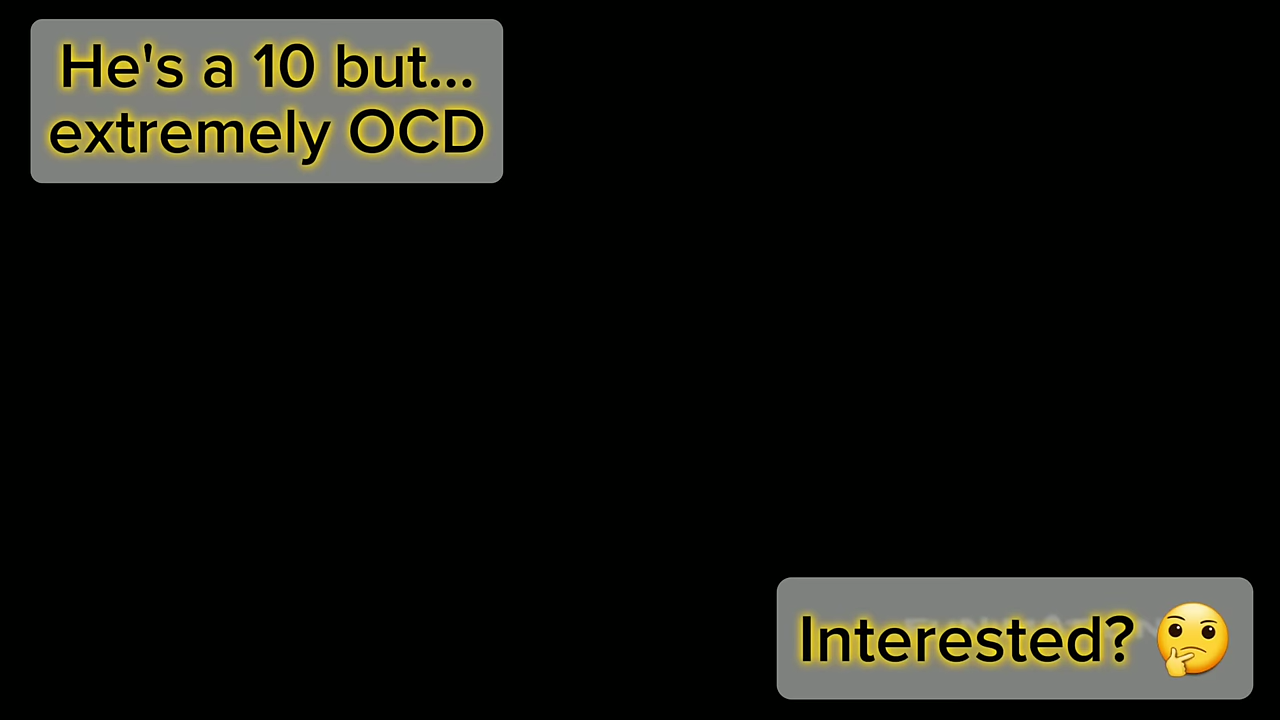 He's a 10 but...
extremely OCD
Interested? 🤔